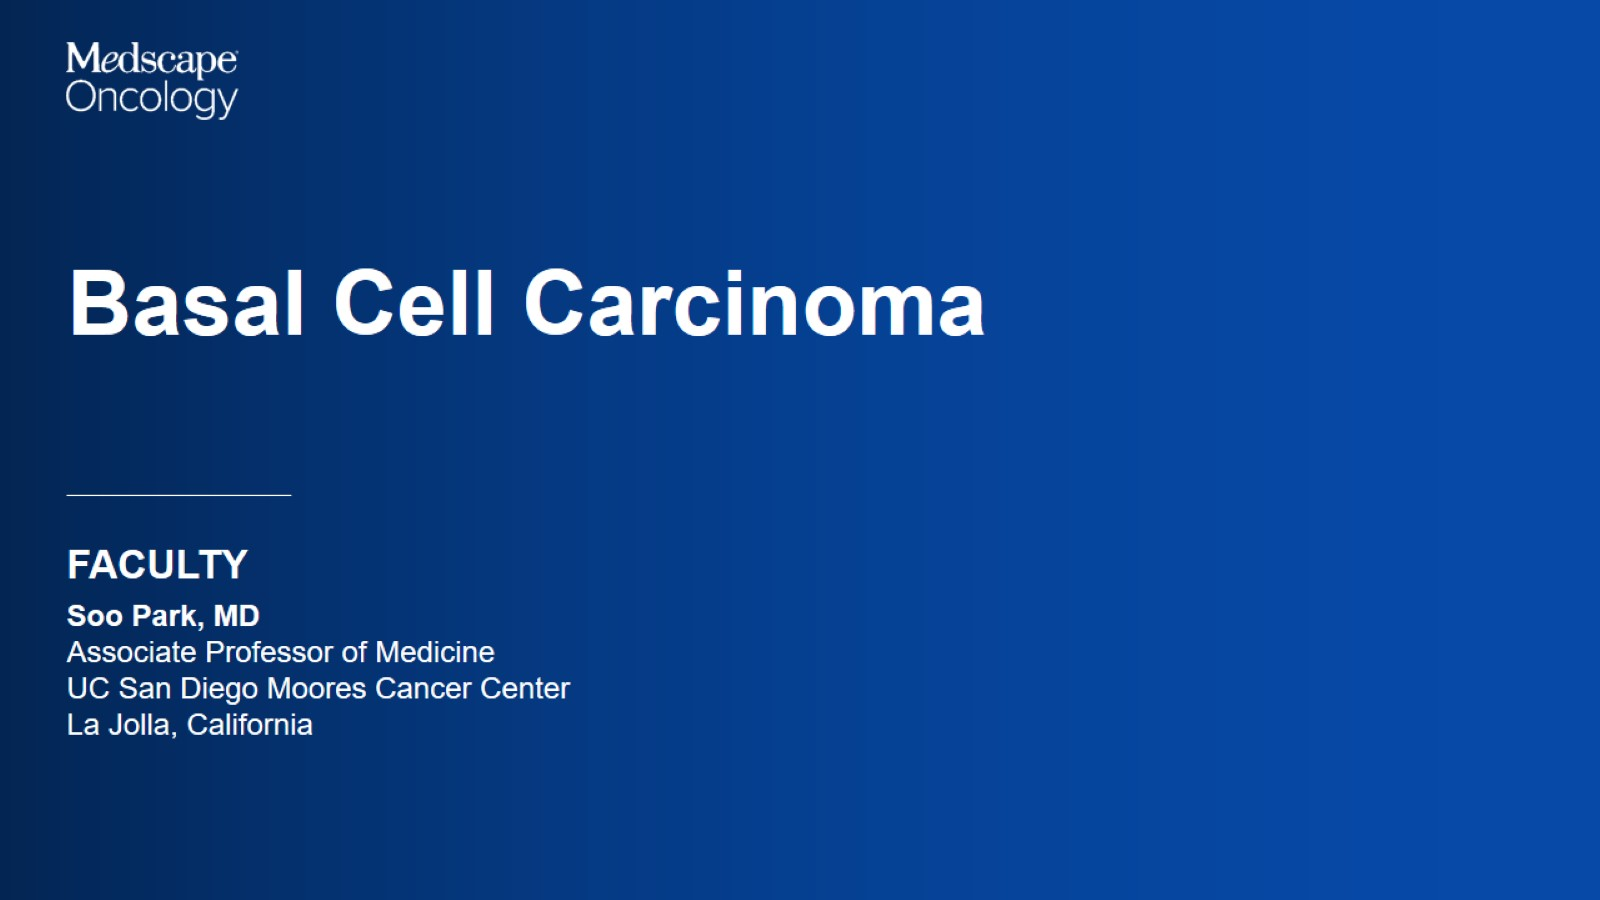 Medscape
Oncology
Basal Cell Carcinoma
FACULTY
Soo Park, MD
Associate Professor of Medicine
UC San Diego Moores Cancer Center
La Jolla, California